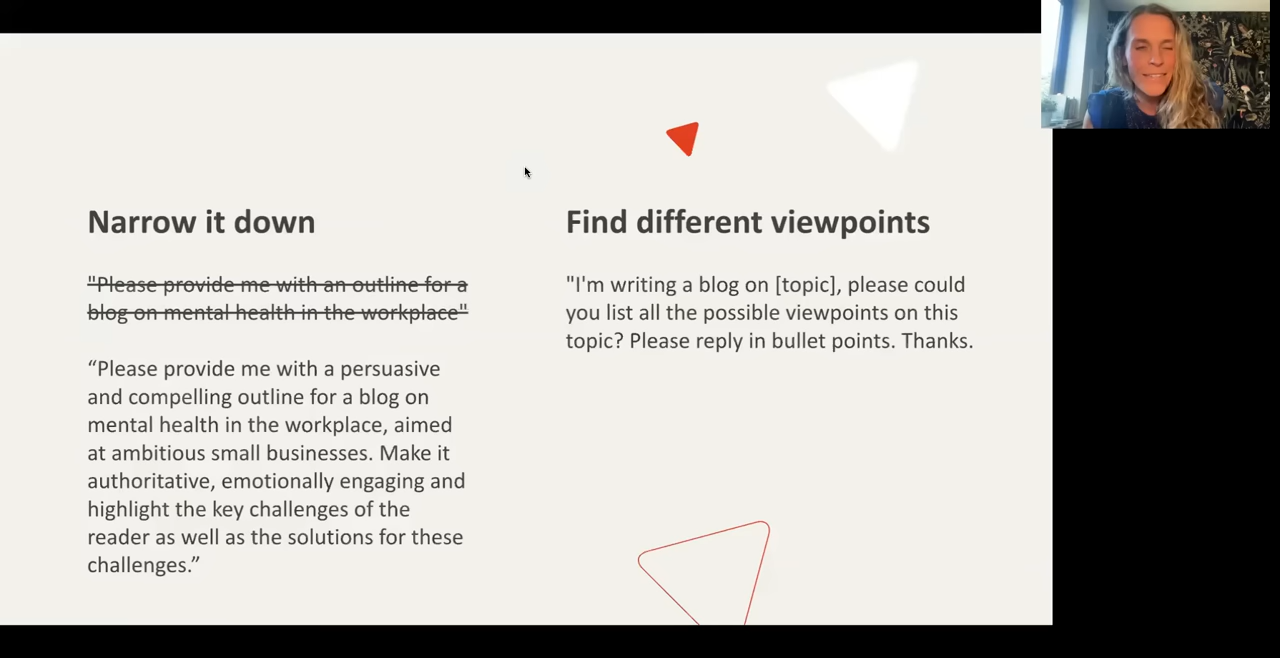 Narrow it down
"Please provide me with an outline for a
blog on mental health in the workplace"
“Please provide me with a persuasive
and compelling outline for a blog on
mental health in the workplace, aimed
at ambitious small businesses. Make it
authoritative, emotionally engaging and
highlight the key challenges of the
reader as well as the solutions for these
challenges.”
Find different viewpoints
"I'm writing a blog on [topic], please could
you list all the possible viewpoints on this
topic? Please reply in bullet points. Thanks.